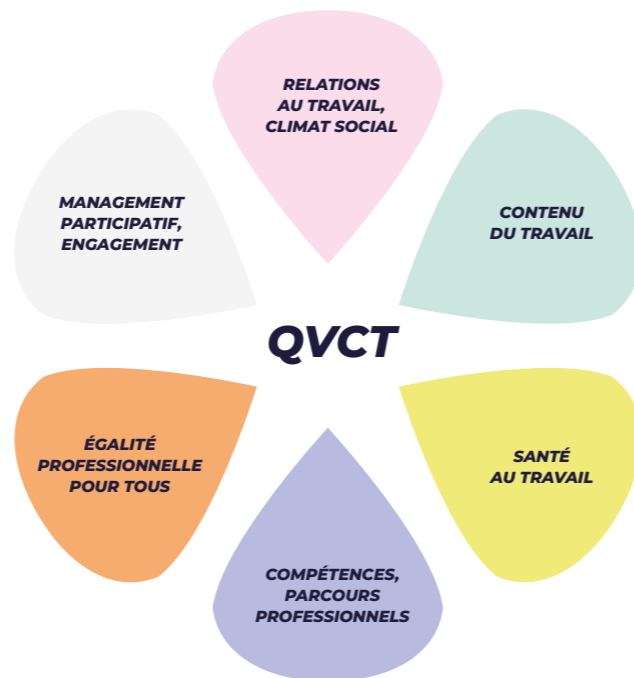 RELATIONS
AU TRAVAIL,
CLIMAT SOCIAL
CONTENU
DU TRAVAIL
SANTÉ
AU TRAVAIL
COMPÉTENCES,
PARCOURS
PROFESSIONNELS
ÉGALITÉ
PROFESSIONNELLE
POUR TOUS
MANAGEMENT
PARTICIPATIF,
ENGAGEMENT
QVCT